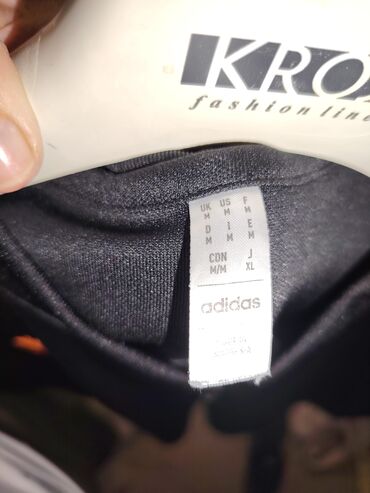 KRO
fashion line
UK US F
M M M
D I E
M M M
CDN J
M/M XL
adidas